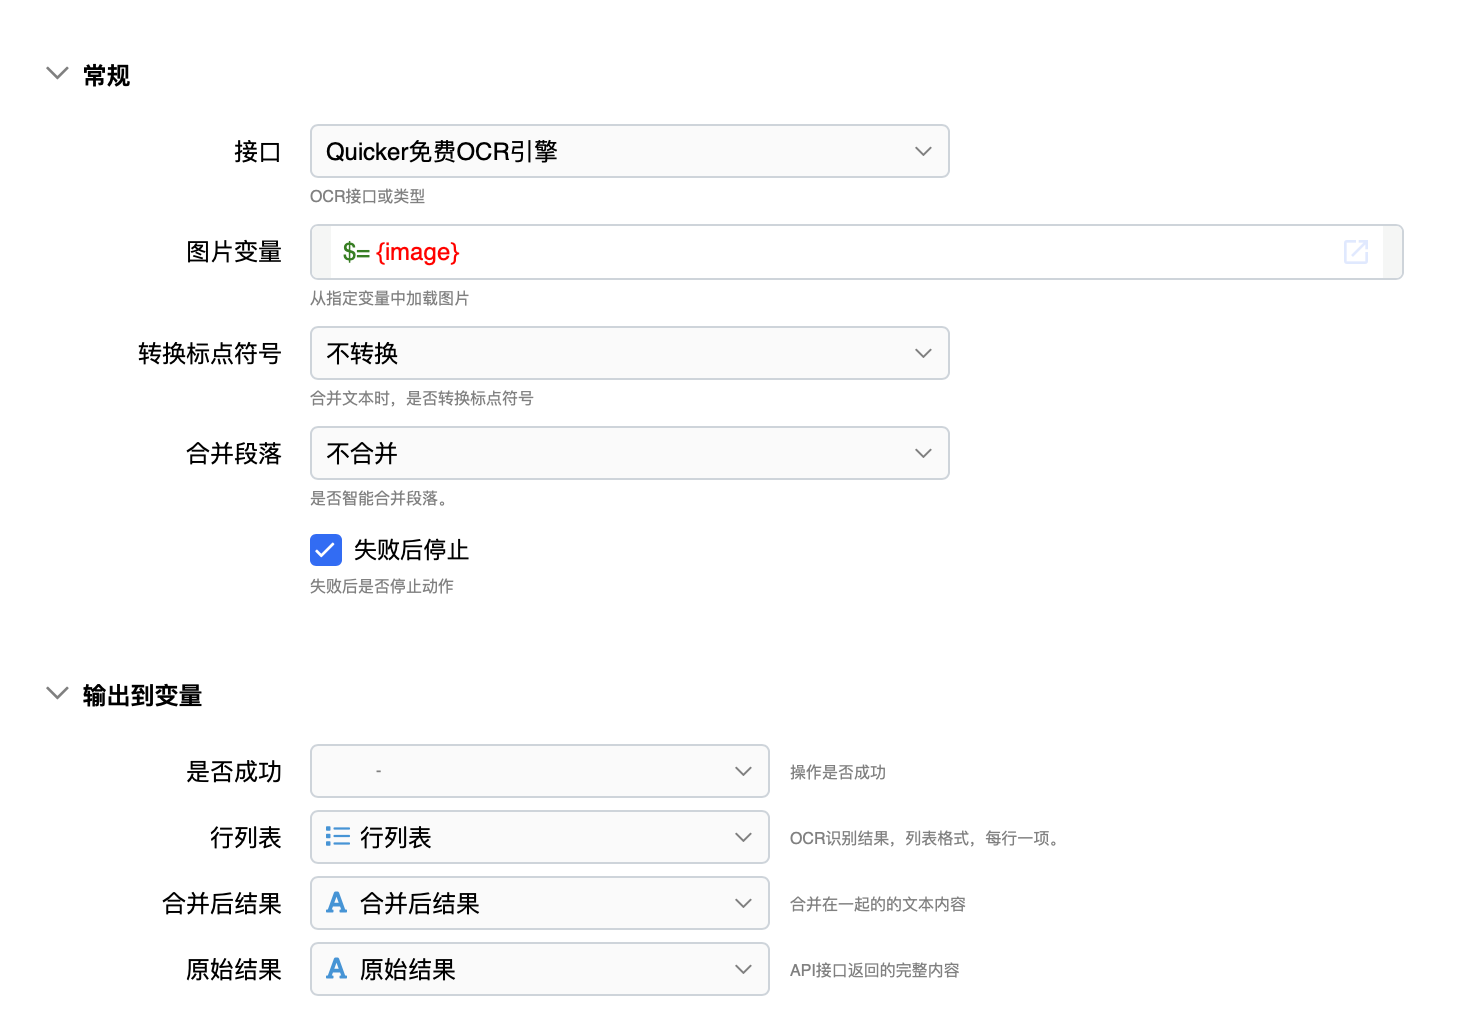 常规
接口 Quicker免费OCR引擎
OCR接口或类型
图片变量 $= {image}
从指定变量中加载图片
转换标点符号 不转换
合并文本时，是否转换标点符号
合并段落 不合并
是否智能合并段落。
失败后停止
失败后是否停止动作
输出到变量
是否成功 - 操作是否成功
行列表 行列表 OCR识别结果，列表格式，每行一项。
合并后结果 A 合并后结果 合并在一起的的文本内容
原始结果 A 原始结果 API接口返回的完整内容